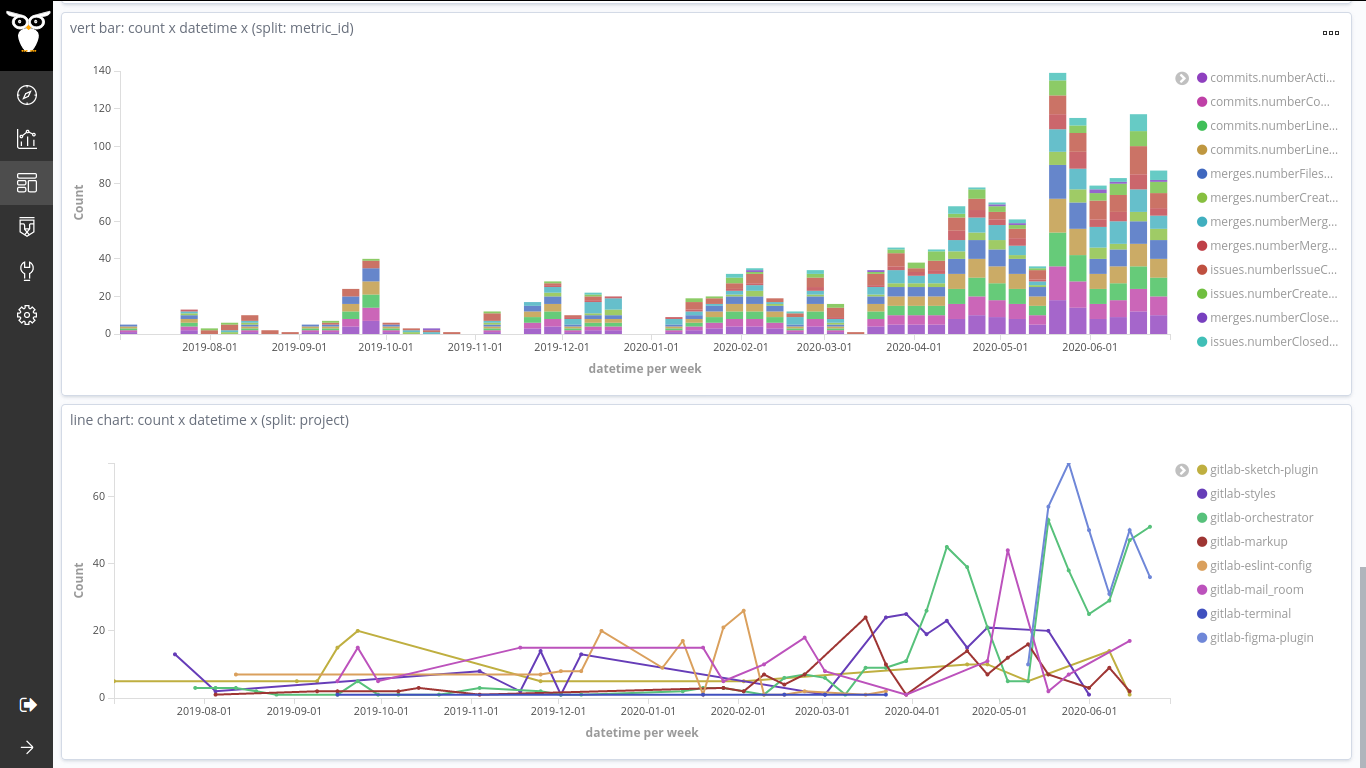 vert bar: count x datetime x (split: metric_id)
140
120
100
80
60
40
20
0
Count
2019-08-01 2019-09-01 2019-10-01 2019-11-01 2019-12-01 2020-01-01 2020-02-01 2020-03-01 2020-04-01 2020-05-01 2020-06-01
datetime per week
commits.numberActi...
commits.numberCo...
commits.numberLine...
commits.numberLine...
merges.numberFiles...
merges.numberCreat...
merges.numberMerg...
merges.numberMerg...
issues.numberIssueC...
issues.numberCreate...
merges.numberClose...
issues.numberClosed...
line chart: count x datetime x (split: project)
60
40
20
0
Count
2019-08-01 2019-09-01 2019-10-01 2019-11-01 2019-12-01 2020-01-01 2020-02-01 2020-03-01 2020-04-01 2020-05-01 2020-06-01
datetime per week
gitlab-sketch-plugin
gitlab-styles
gitlab-orchestrator
gitlab-markup
gitlab-eslint-config
gitlab-mail_room
gitlab-terminal
gitlab-figma-plugin